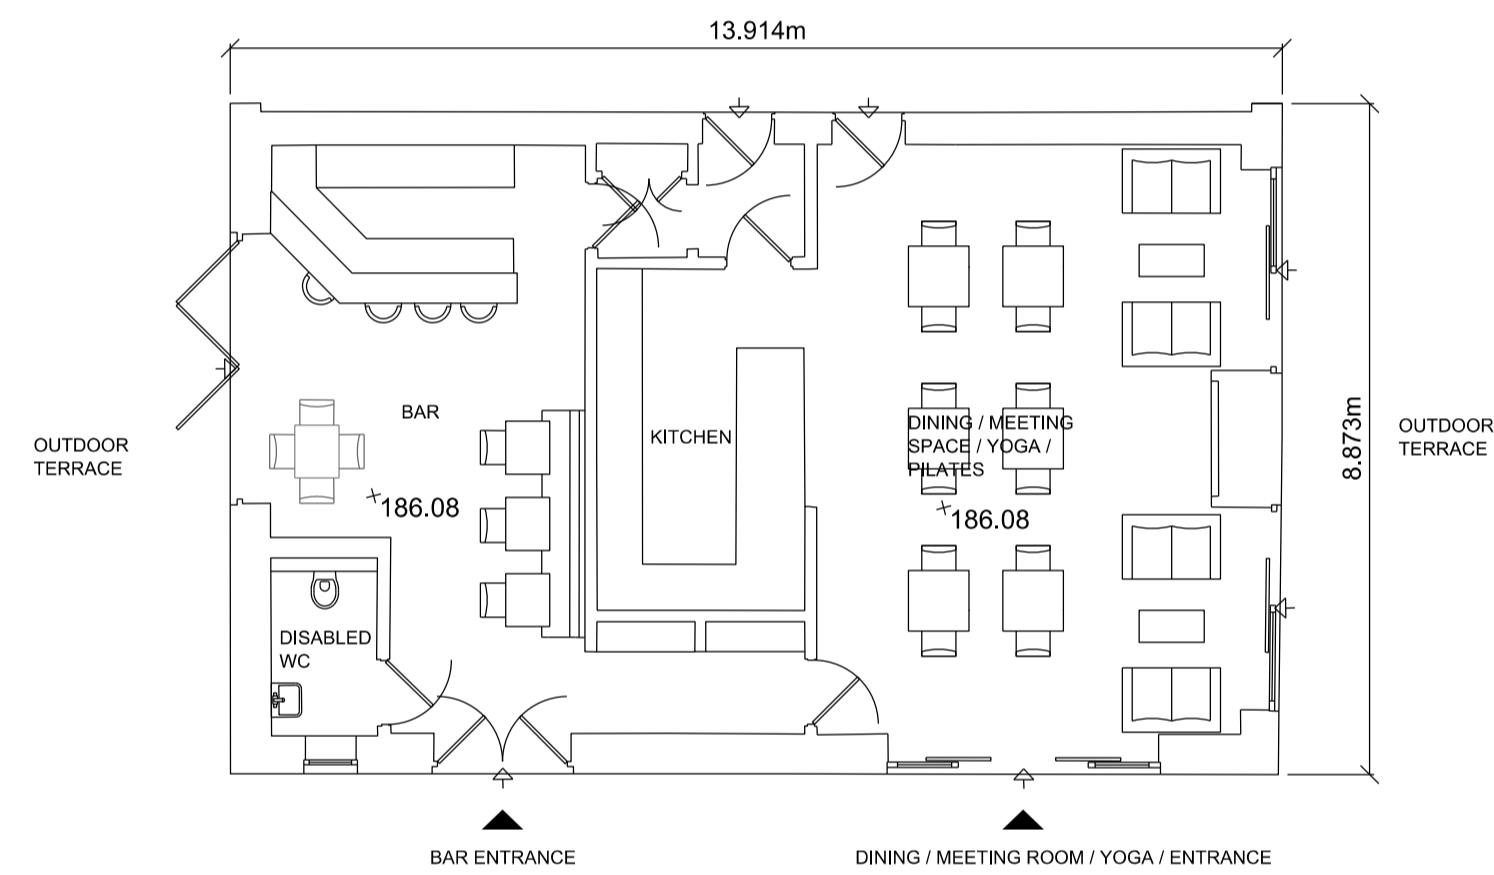 13.914m
BAR
OUTDOOR
TERRACE
KITCHEN
DINING / MEETING
SPACE / YOGA /
PILATES
8.873m
OUTDOOR
TERRACE
186.08
186.08
DISABLED
WC
BAR ENTRANCE
DINING / MEETING ROOM / YOGA / ENTRANCE